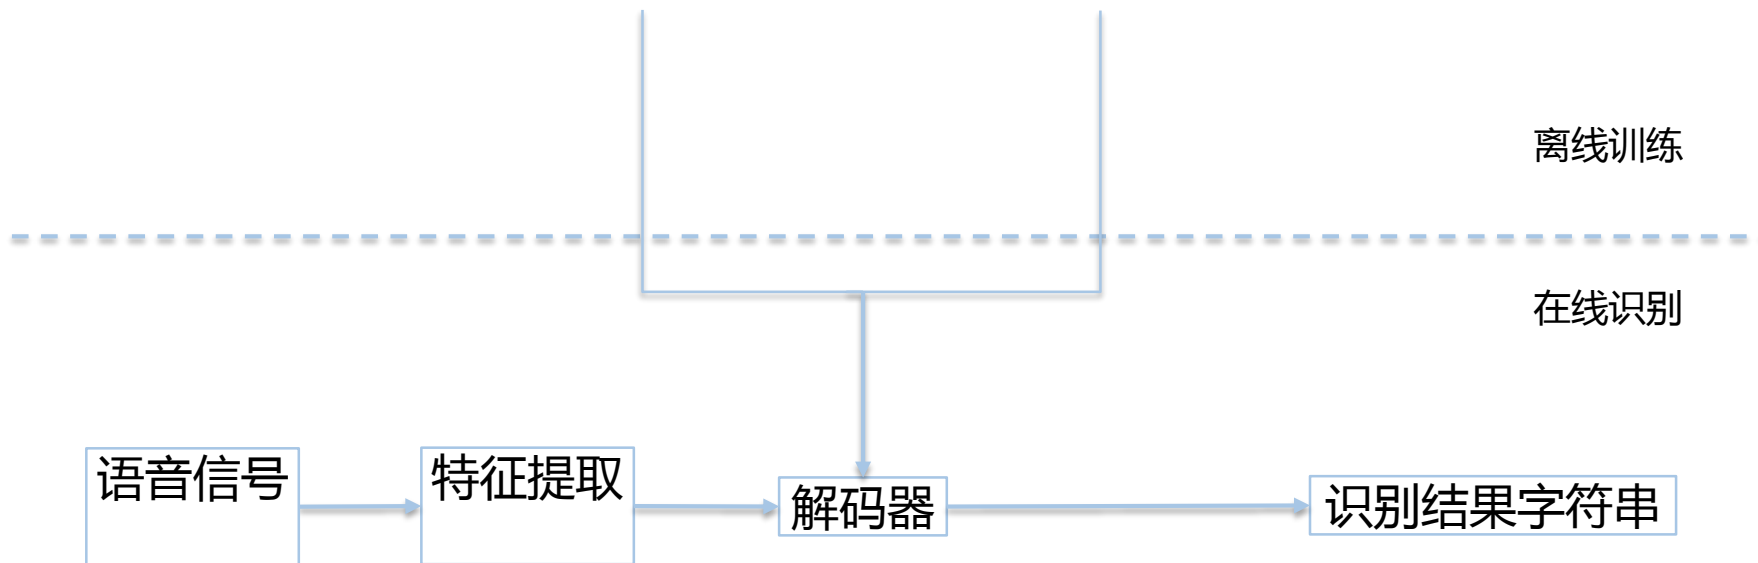 离线训练
在线识别
语音信号
特征提取
解码器
识别结果字符串